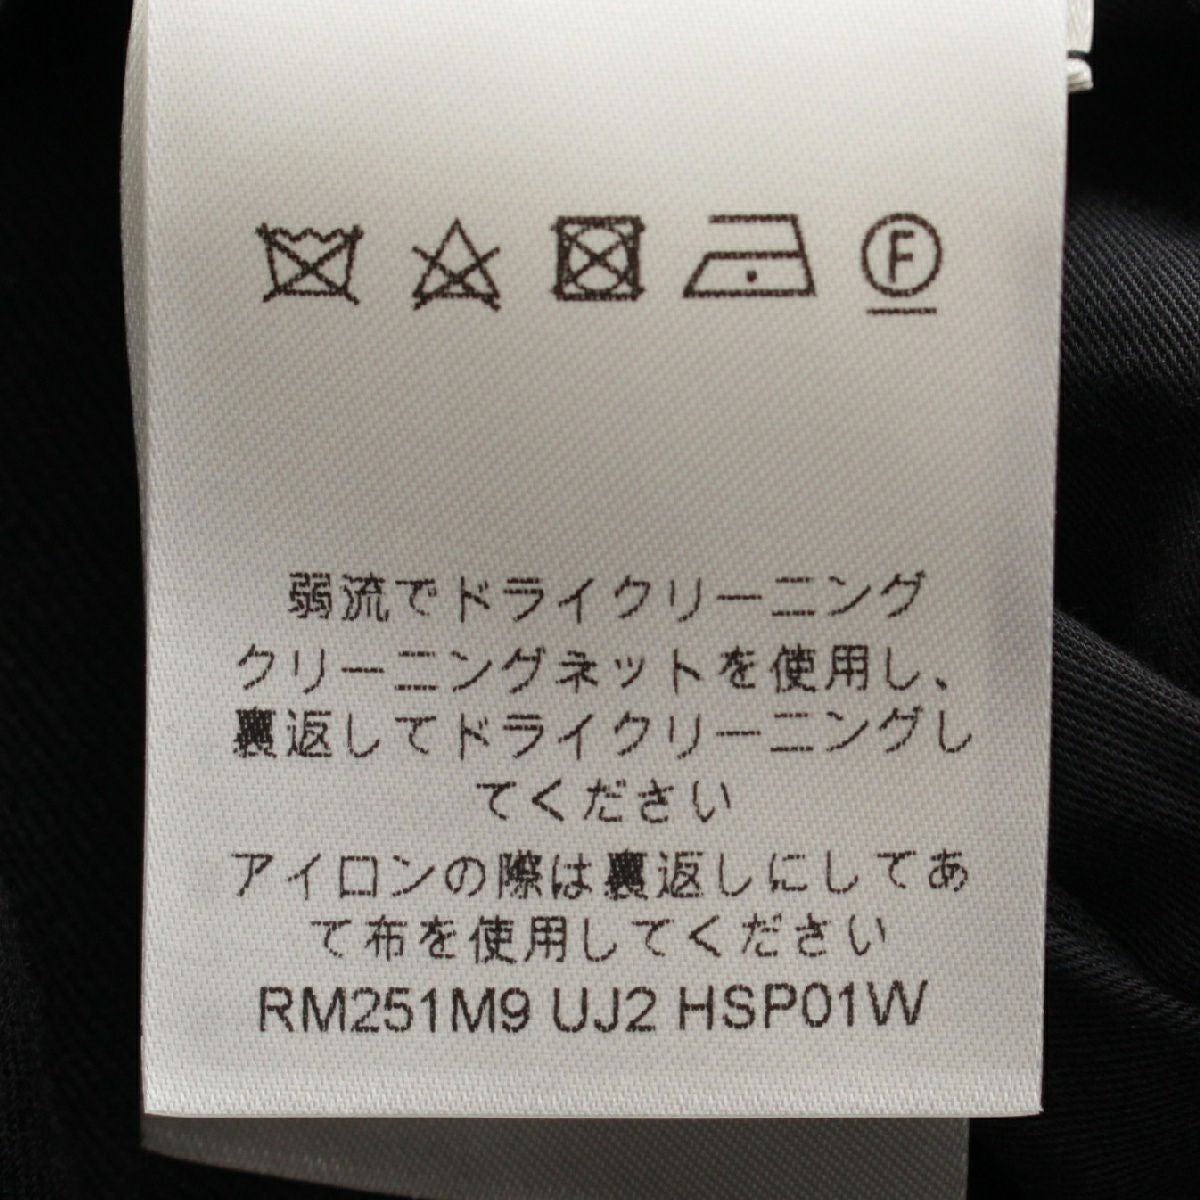 F
弱流でドライクリーニング
クリーニングネットを使用し、
裏返してドライクリーニングし
てください
アイロンの際は裏返しにしてあ
て布を使用してください
RM251M9 UJ2 HSP01W